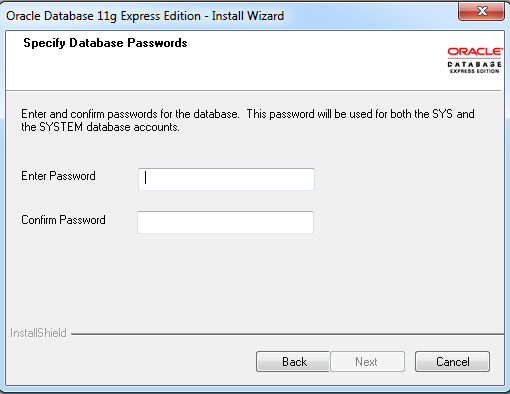 Oracle Database 11g Express Edition - Install Wizard
Specify Database Passwords
ORACLE
DATABASE
EXPRESS EDITION
Enter and confirm passwords for the database. This password will be used for both the SYS and
the SYSTEM database accounts.
Enter Password
Confirm Password
InstallShield
Back
Next
Cancel